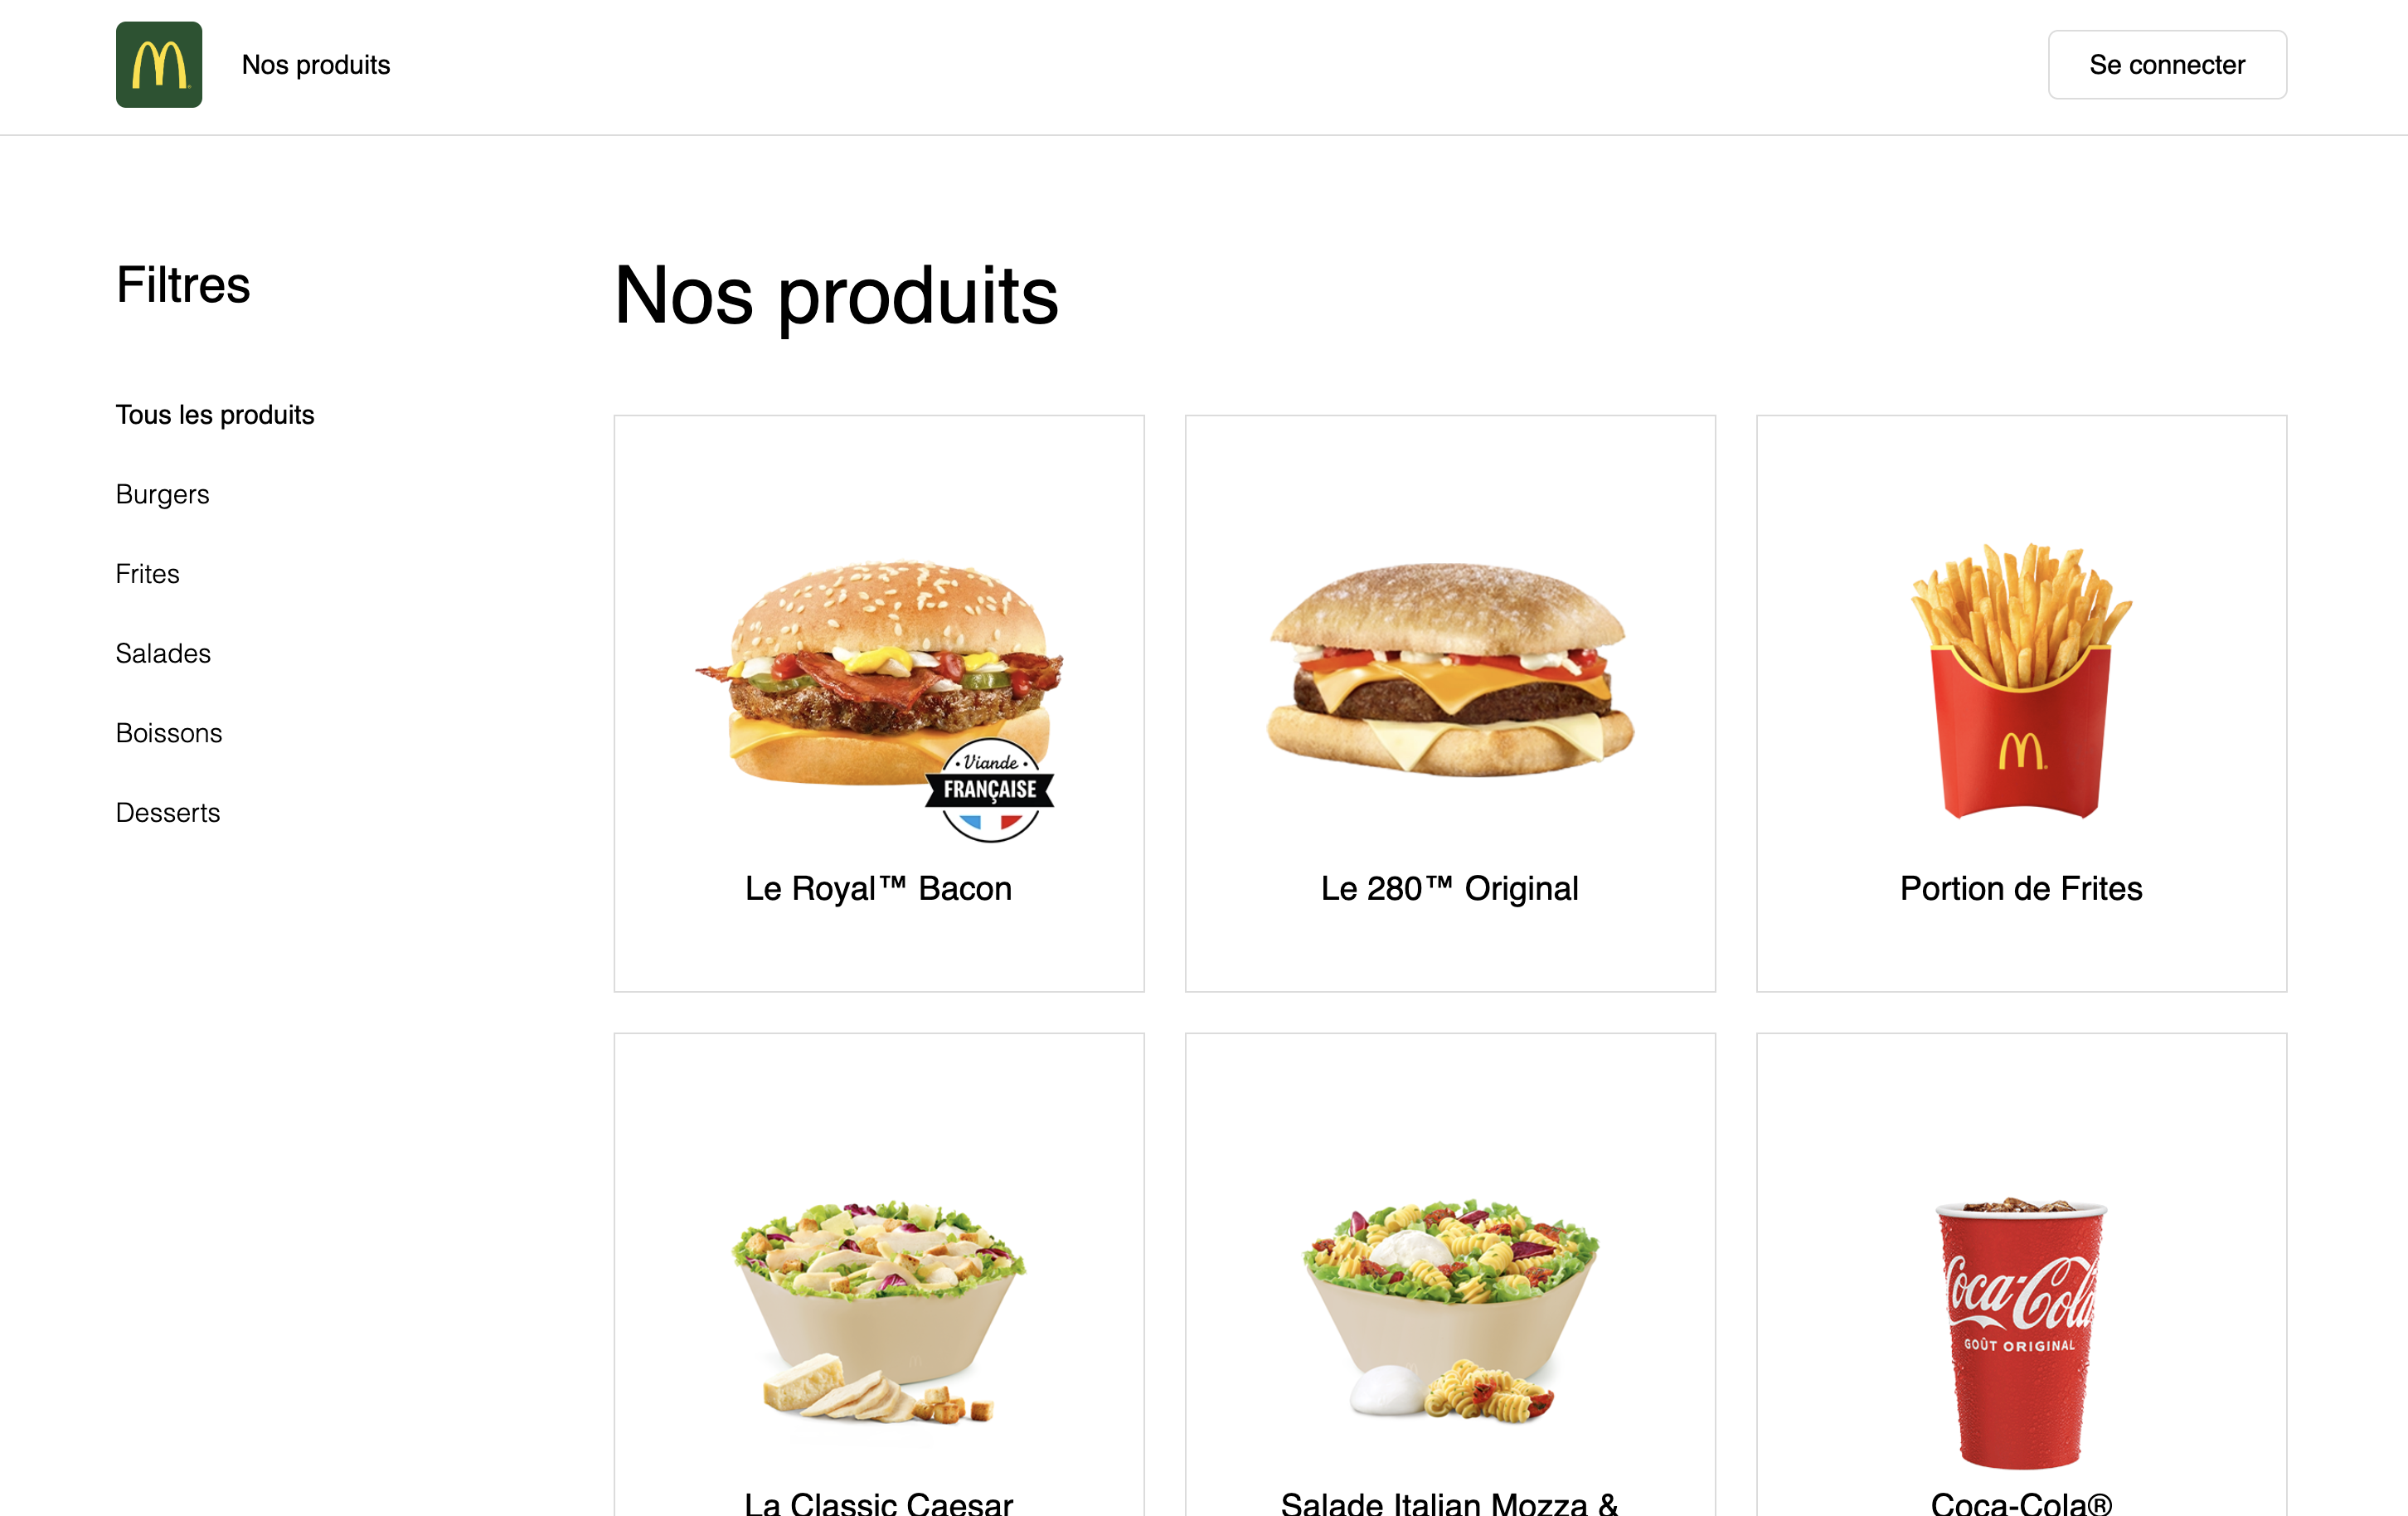 Nos produits
Se connecter
Filtres
Tous les produits
Burgers
Frites
Salades
Boissons
Desserts
Nos produits
Viande
FRANÇAISE
Le Royal™ Bacon
Le 280™ Original
Portion de Frites
Coca-Cola
GOÛT ORIGINAL
La Classic Caesar
Salade Italian Mozza &
Coca-Cola®